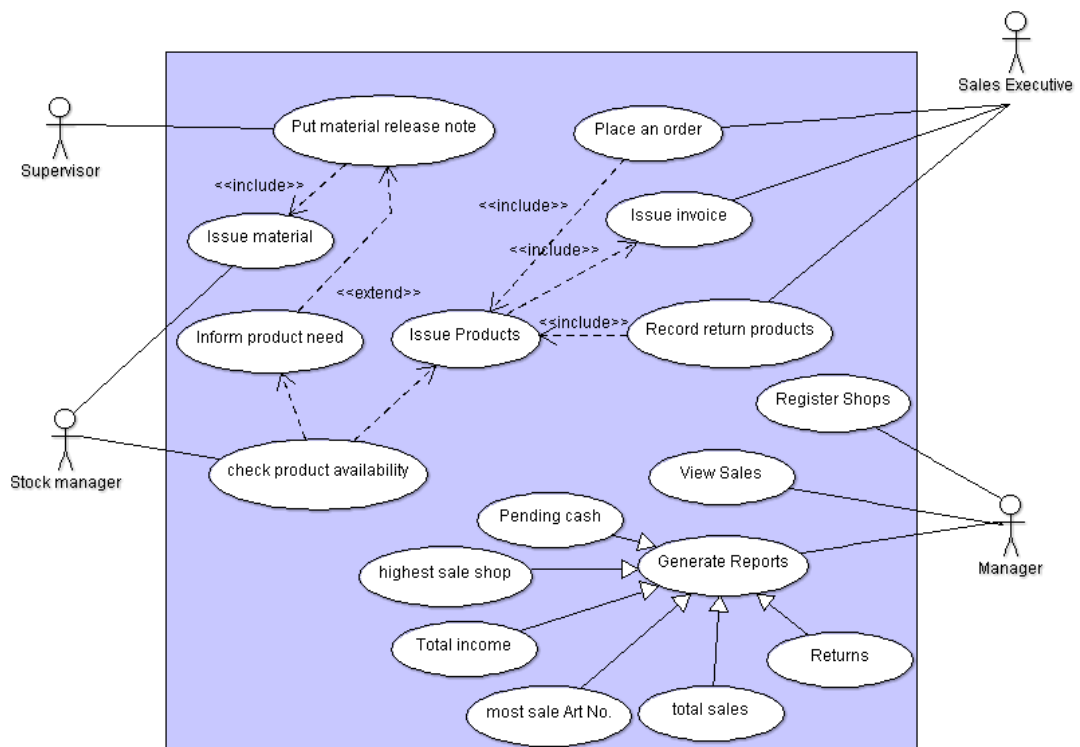 Sales Executive
Put material release note
Place an order
Supervisor
<<include>>
<<include>>
Issue invoice
Issue material
<<include>>
<<extend>>
<<include>>
Inform product need
Issue Products
Record return products
Register Shops
check product availability
View Sales
Stock manager
Pending cash
Generate Reports
highest sale shop
Manager
Total income
Returns
most sale Art No.
total sales